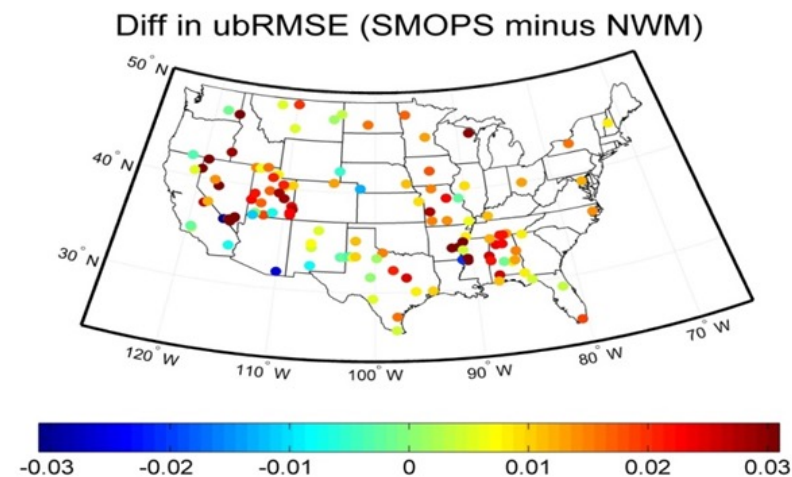 Diff in ubRMSE (SMOPS minus NWM)
50° N
40° N
30° N
120° W
110° W
100° W
90° W
80° W
70° W
-0.03 -0.02 -0.01 0 0.01 0.02 0.03